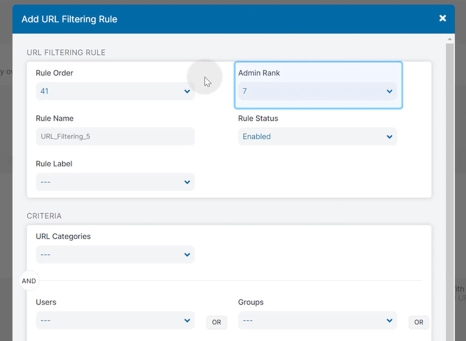 Add URL Filtering Rule
URL FILTERING RULE
Rule Order
Admin Rank
41
7
Rule Name
Rule Status
URL_Filtering_5
Enabled
Rule Label
---
CRITERIA
URL Categories
---
AND
Users
Groups
---
OR
---
OR